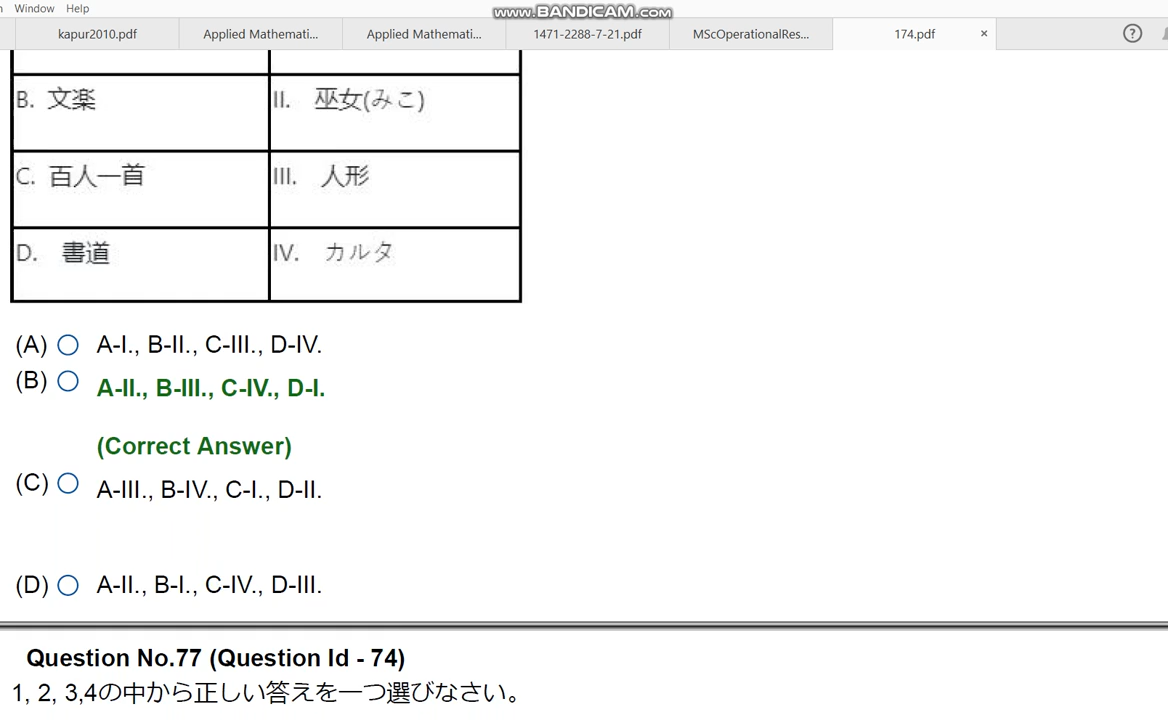 Window Help
www.BANDICAM.com
kapur2010.pdf Applied Mathemati... Applied Mathemati... 1471-2288-7-21.pdf MScOperationalRes... 174.pdf × ?
B. 文楽 II. 巫女(みこ)
C. 百人一首 III. 人形
D. 書道 IV. カルタ
(A) A-I., B-II., C-III., D-IV.
(B) A-II., B-III., C-IV., D-I.
(Correct Answer)
(C) A-III., B-IV., C-I., D-II.
(D) A-II., B-I., C-IV., D-III.
Question No.77 (Question Id - 74)
1, 2, 3,4の中から正しい答えを一つ選びなさい。